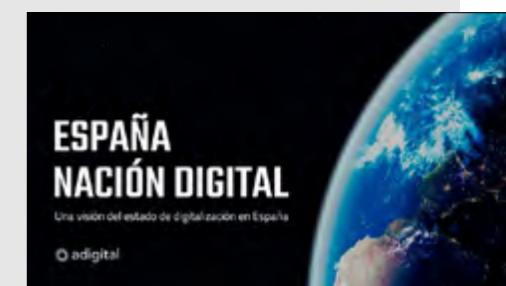 ESPAÑA
NACIÓN DIGITAL
Una visión del estado de digitalización en España
adigital